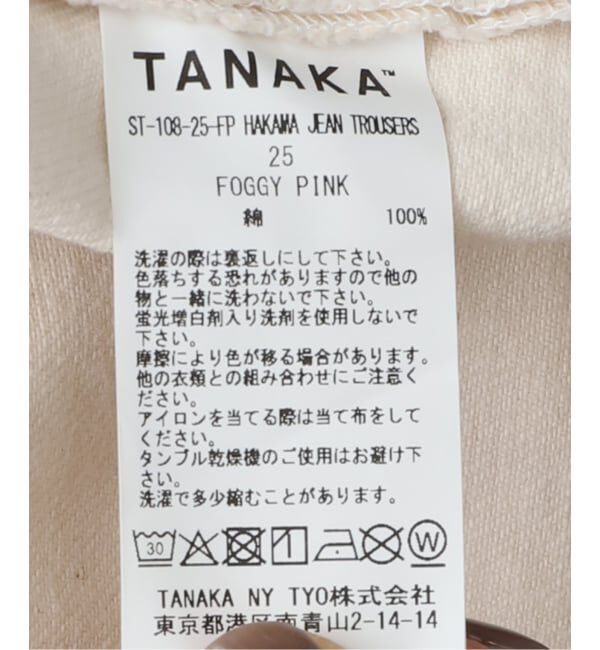 TANAKA™
ST-108-25-FP HAKAMA JEAN TROUSERS
25
FOGGY PINK
綿 100%
洗濯の際は裏返しにして下さい。
色落ちする恐れがありますので他の
物と一緒に洗わないで下さい。
蛍光増白剤入り洗剤を使用しないで
下さい。
摩擦により色が移る場合があります。
他の衣類との組み合わせにご注意く
ださい。
アイロンを当てる際は当て布をして
ください。
タンブル乾燥機のご使用はお避け下
さい。
洗濯で多少縮むことがあります。
30 W
TANAKA NY TYO株式会社
東京都港区南青山2-14-14